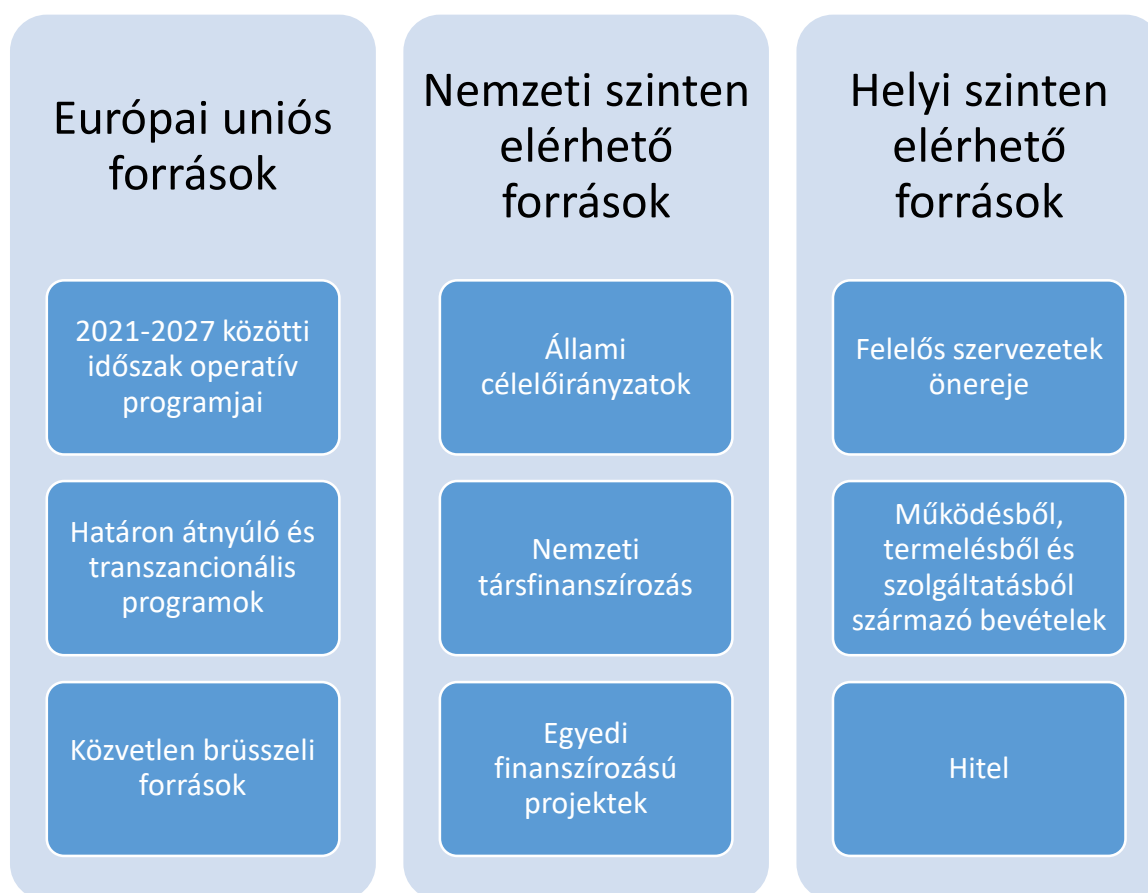 Európai uniós
források
2021-2027 közötti
időszak operatív
programjai
Határon átnyúló és
transzancionális
programok
Közvetlen brüsszeli
források
Nemzeti szinten
elérhető
források
Állami
célelőirányzatok
Nemzeti
társfinanszírozás
Egyedi
finanszírozású
projektek
Helyi szinten
elérhető
források
Felelős szervezetek
önereje
Működésből,
termelésből és
szolgáltatásból
származó bevételek
Hitel